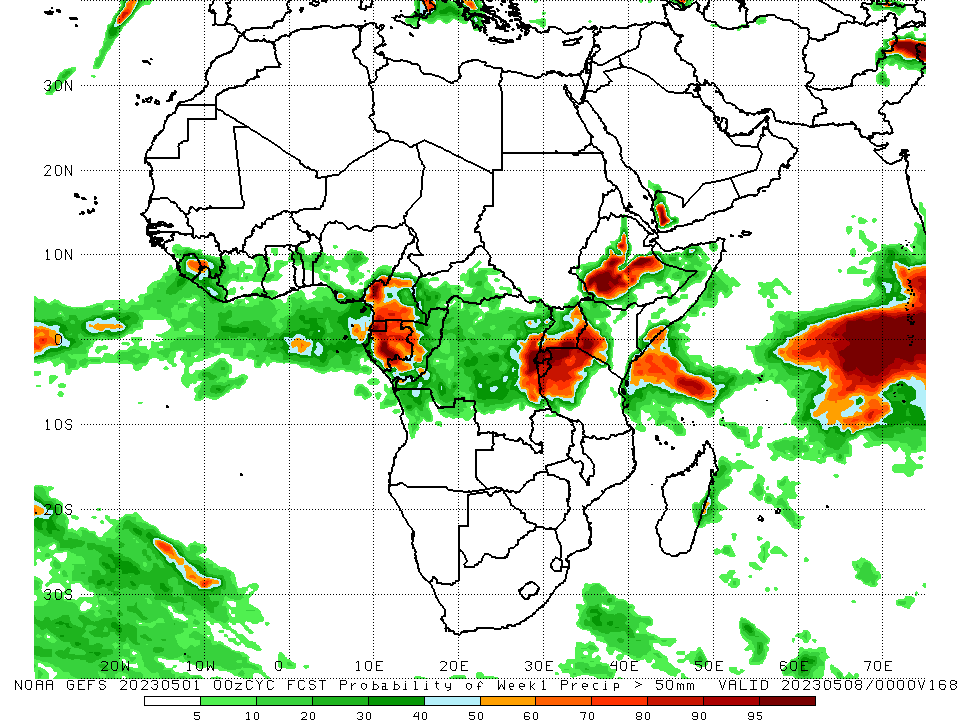 30N
20N
10N
0
10S
20S
30S
20W 10W 0 10E 20E 30E 40E 50E 60E 70E
NOAA GEFS 20230501 00zCYC FCST Probability of Week1 Precip > 50mm VALID 20230508/0000V168
5 10 20 30 40 50 60 70 80 90 95